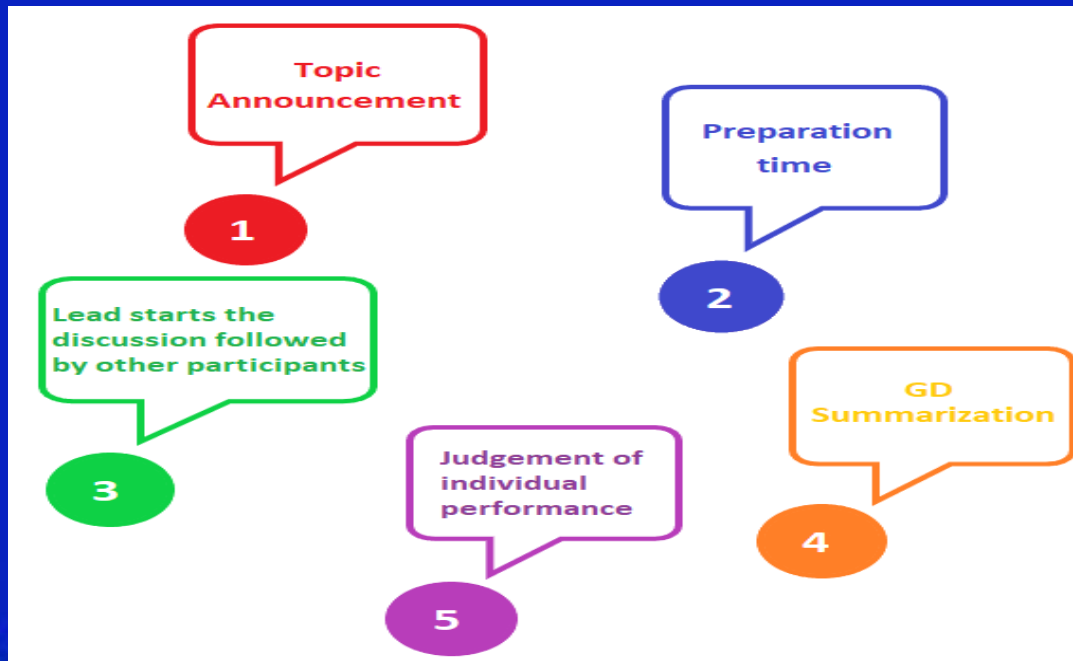 Topic
Announcement
1
Preparation
time
2
Lead starts the
discussion followed
by other participants
3
GD
Summarization
4
Judgement of
individual
performance
5